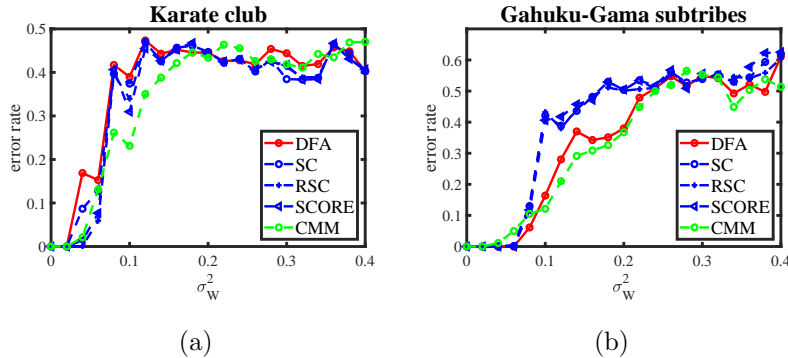 Karate club
0.5
0.4
0.3
0.2
0.1
0
error rate
0
0.1
0.2
0.3
0.4
σ²_W
DFA
SC
RSC
SCORE
CMM
(a)
Gahuku-Gama subtribes
0.6
0.5
0.4
0.3
0.2
0.1
0
error rate
0
0.1
0.2
0.3
0.4
σ²_W
DFA
SC
RSC
SCORE
CMM
(b)